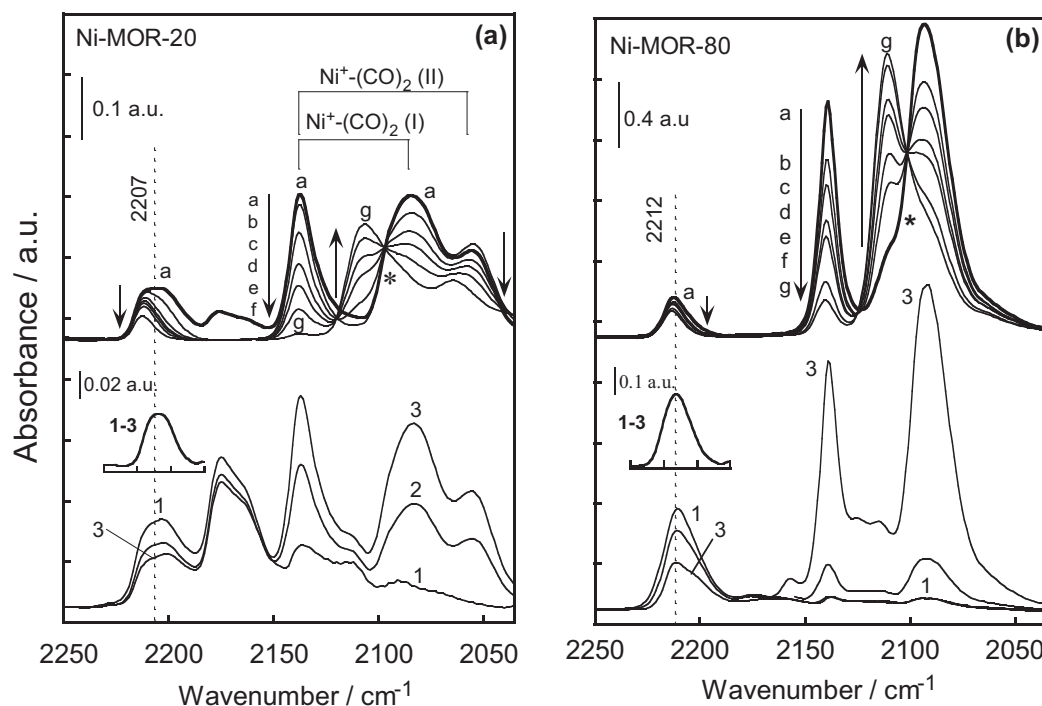 Ni-MOR-20
(a)
0.1 a.u.
Ni⁺-(CO)₂ (II)
Ni⁺-(CO)₂ (I)
2207
a
a
b
c
d
e
f
a
g
g
a
*
0.02 a.u.
1-3
1
3
3
2
1
2250 2200 2150 2100 2050
Wavenumber / cm⁻¹
Absorbance / a.u.
Ni-MOR-80
(b)
0.4 a.u
2212
a
a
b
c
d
e
f
g
g
*
0.1 a.u.
1-3
1
3
3
3
1
2250 2200 2150 2100 2050
Wavenumber / cm⁻¹